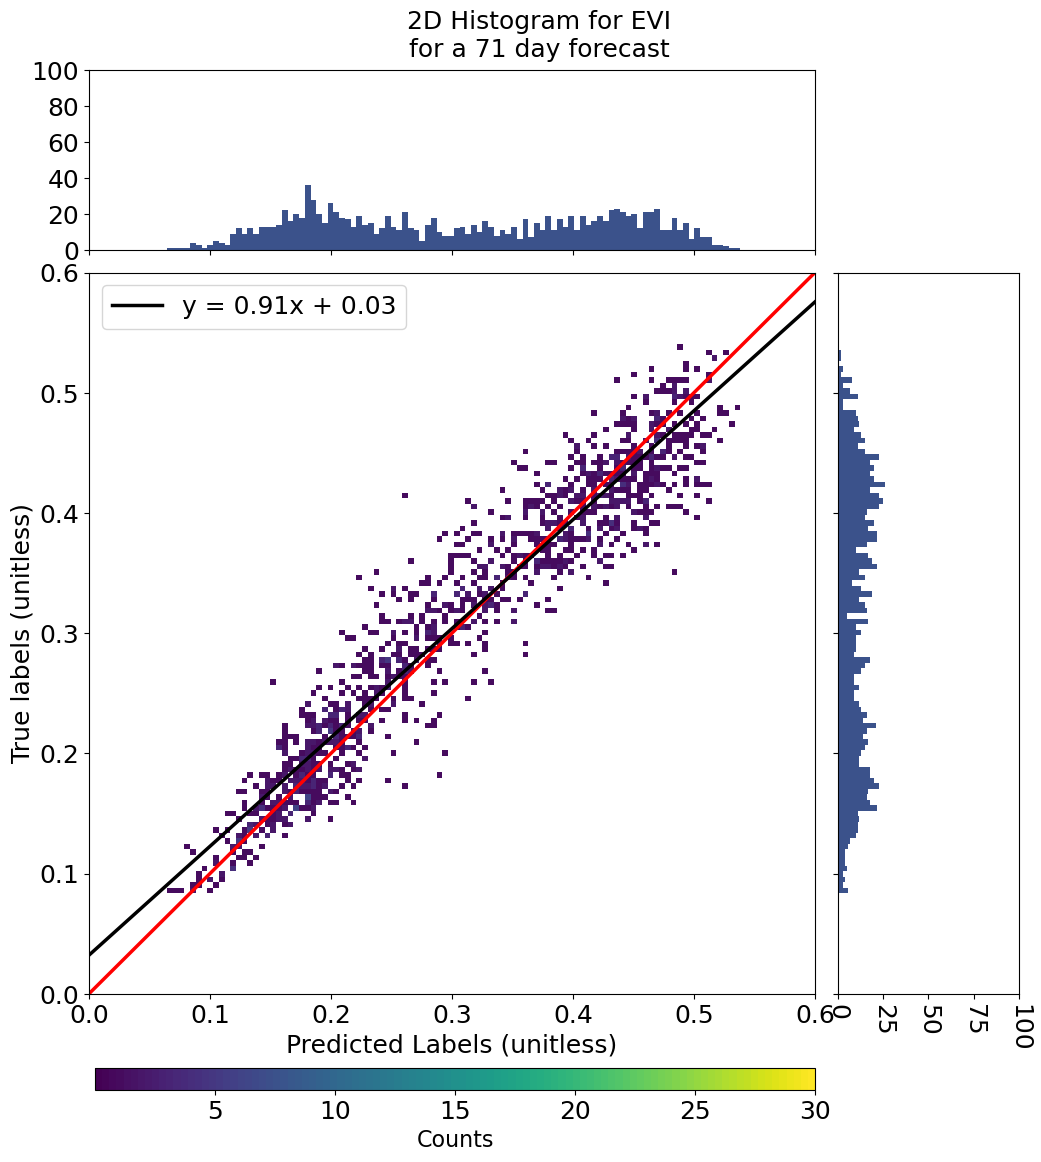 2D Histogram for EVI
for a 71 day forecast
100
80
60
40
20
0
0.6
0.5
0.4
0.3
0.2
0.1
0.0
True labels (unitless)
y = 0.91x + 0.03
0.0 0.1 0.2 0.3 0.4 0.5 0.6
Predicted Labels (unitless)
0 25 50 75 100
5 10 15 20 25 30
Counts